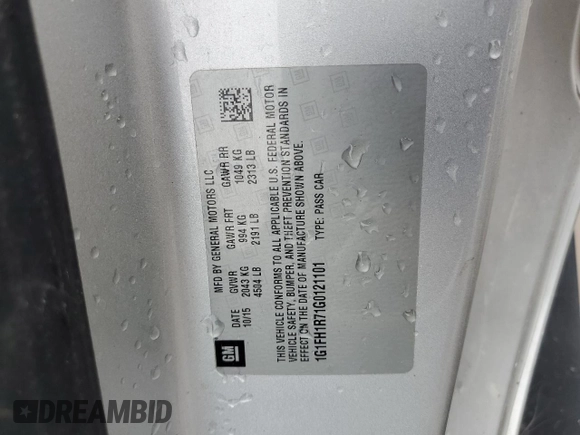 MFD BY GENERAL MOTORS LLC
DATE GVWR GAWR FRT GAWR RR
10/15 2043 KG 994 KG 1049 KG
4504 LB 2191 LB 2313 LB
THIS VEHICLE CONFORMS TO ALL APPLICABLE U.S. FEDERAL MOTOR
VEHICLE SAFETY, BUMPER, AND THEFT PREVENTION STANDARDS IN
EFFECT ON THE DATE OF MANUFACTURE SHOWN ABOVE.
1G1FH1R71G0121101 TYPE: PASS CAR
GM
DREAMBID